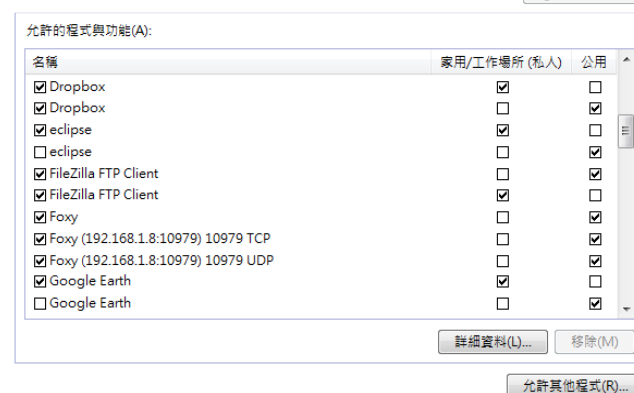 允許的程式與功能(A):
名稱 家用/工作場所 (私人) 公用
Dropbox
Dropbox
eclipse
eclipse
FileZilla FTP Client
FileZilla FTP Client
Foxy
Foxy (192.168.1.8:10979) 10979 TCP
Foxy (192.168.1.8:10979) 10979 UDP
Google Earth
Google Earth
詳細資料(L)... 移除(M)
允許其他程式(R)...